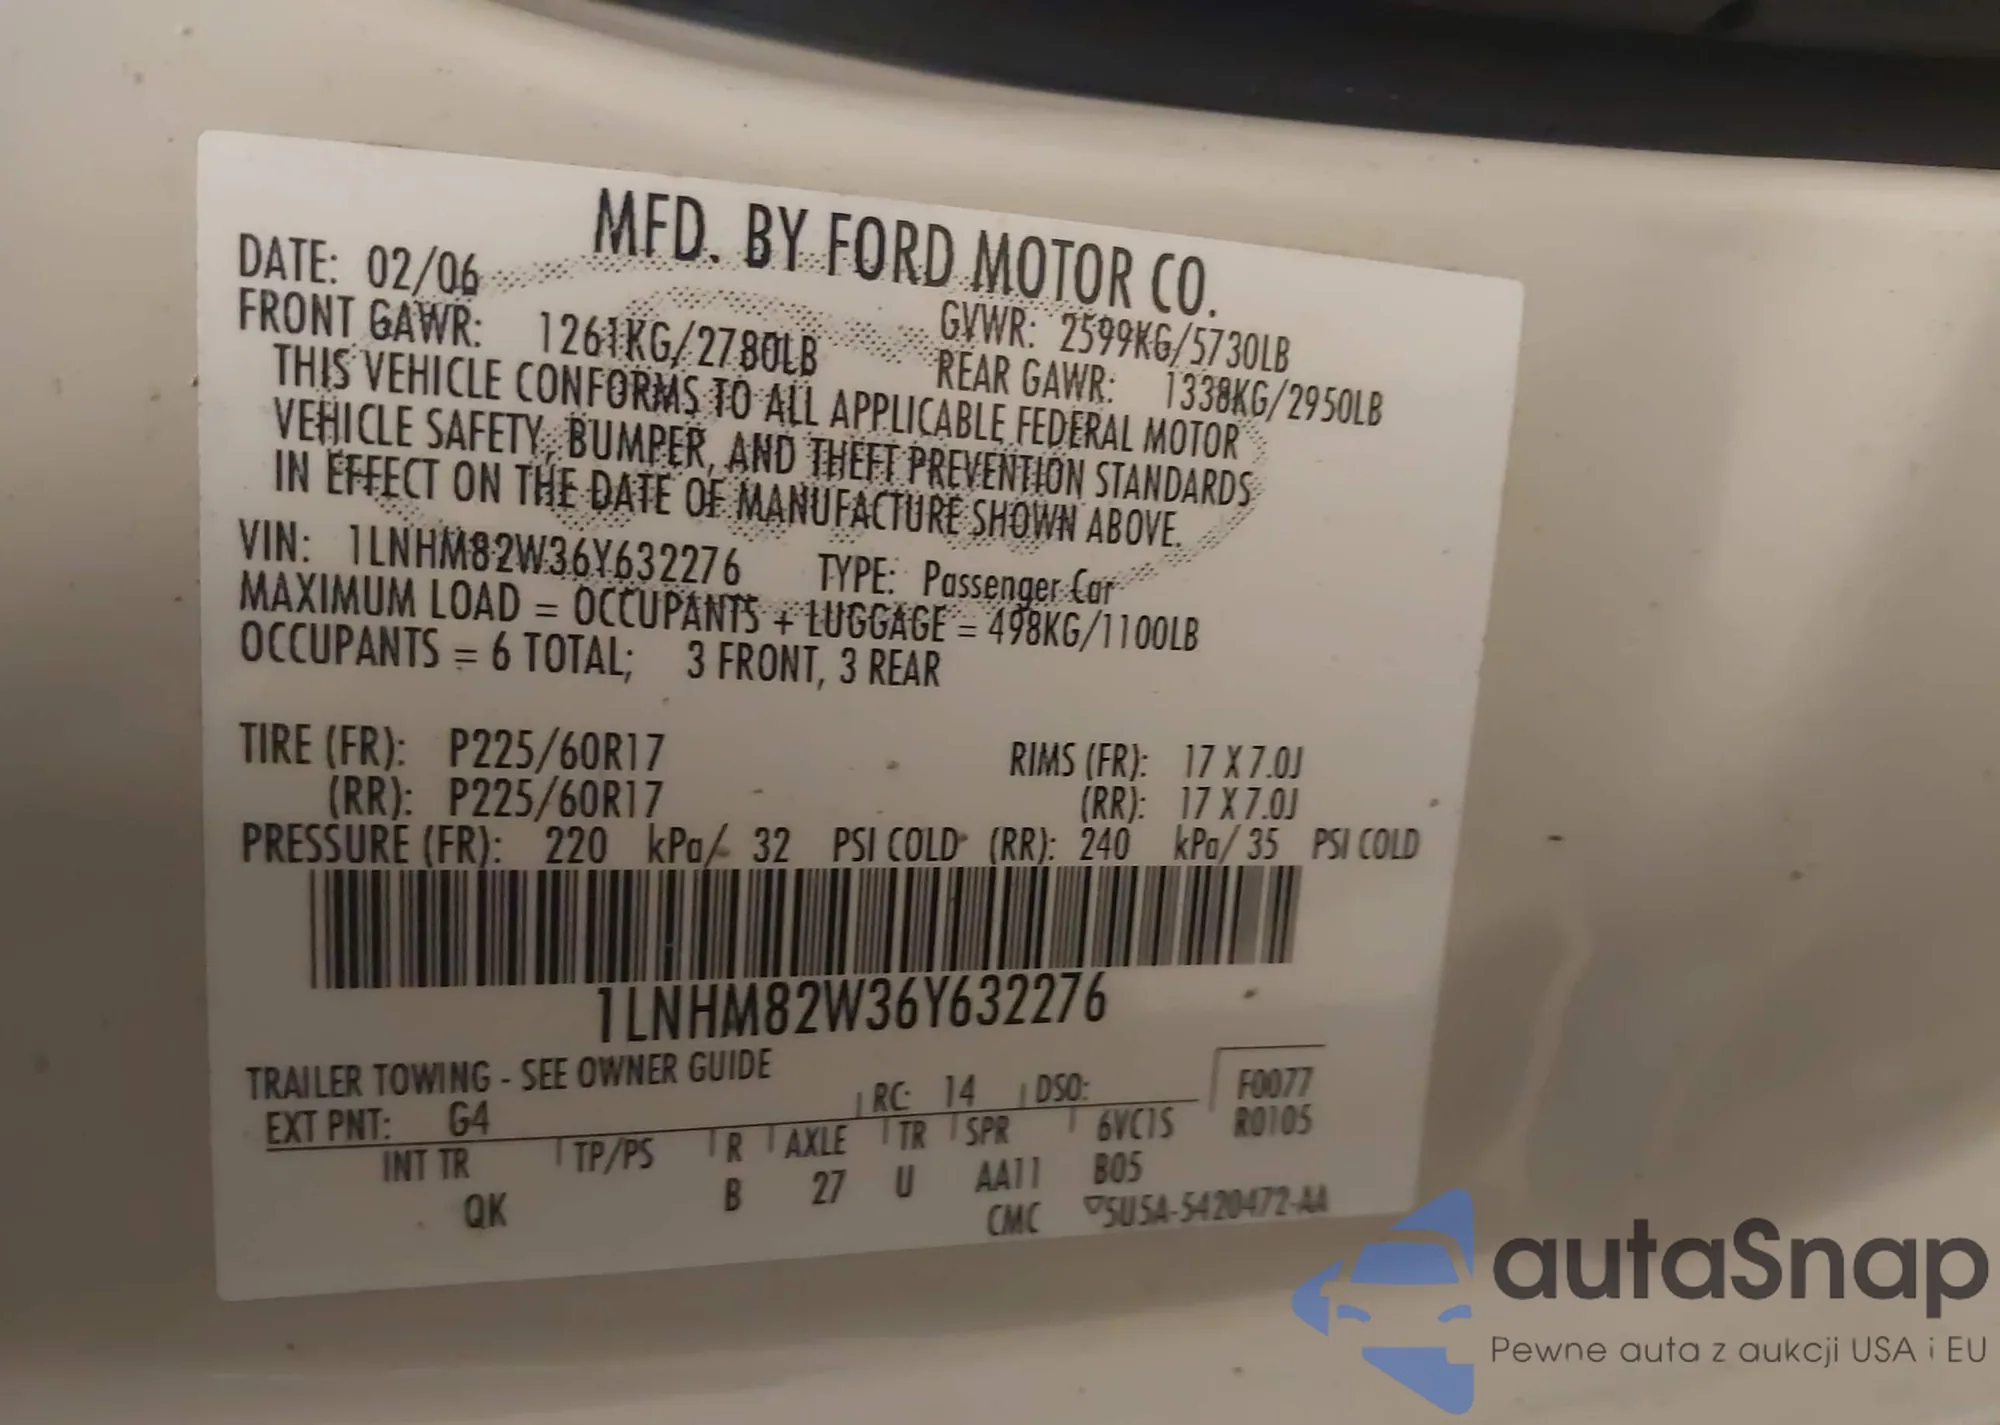 MFD. BY FORD MOTOR CO.
DATE: 02/06 GVWR: 2599KG/5730LB
FRONT GAWR: 1261KG/2780LB REAR GAWR: 1338KG/2950LB
THIS VEHICLE CONFORMS TO ALL APPLICABLE FEDERAL MOTOR
VEHICLE SAFETY, BUMPER, AND THEFT PREVENTION STANDARDS
IN EFFECT ON THE DATE OF MANUFACTURE SHOWN ABOVE.
VIN: 1LNHM82W36Y632276 TYPE: Passenger Car
MAXIMUM LOAD = OCCUPANTS + LUGGAGE = 498KG/1100LB
OCCUPANTS = 6 TOTAL; 3 FRONT, 3 REAR
TIRE (FR): P225/60R17 RIMS (FR): 17 X 7.0J
(RR): P225/60R17 (RR): 17 X 7.0J
PRESSURE (FR): 220 kPa/ 32 PSI COLD (RR): 240 kPa/ 35 PSI COLD
1LNHM82W36Y632276
TRAILER TOWING - SEE OWNER GUIDE
EXT PNT: G4 RC: 14 DSO: F0077
R0105
INT TR TP/PS R AXLE TR SPR 6VC1S
QK B 27 U AA11 B05
CMC ▽5U5A-5420472-AA
autaSnap
Pewne auta z aukcji USA i EU